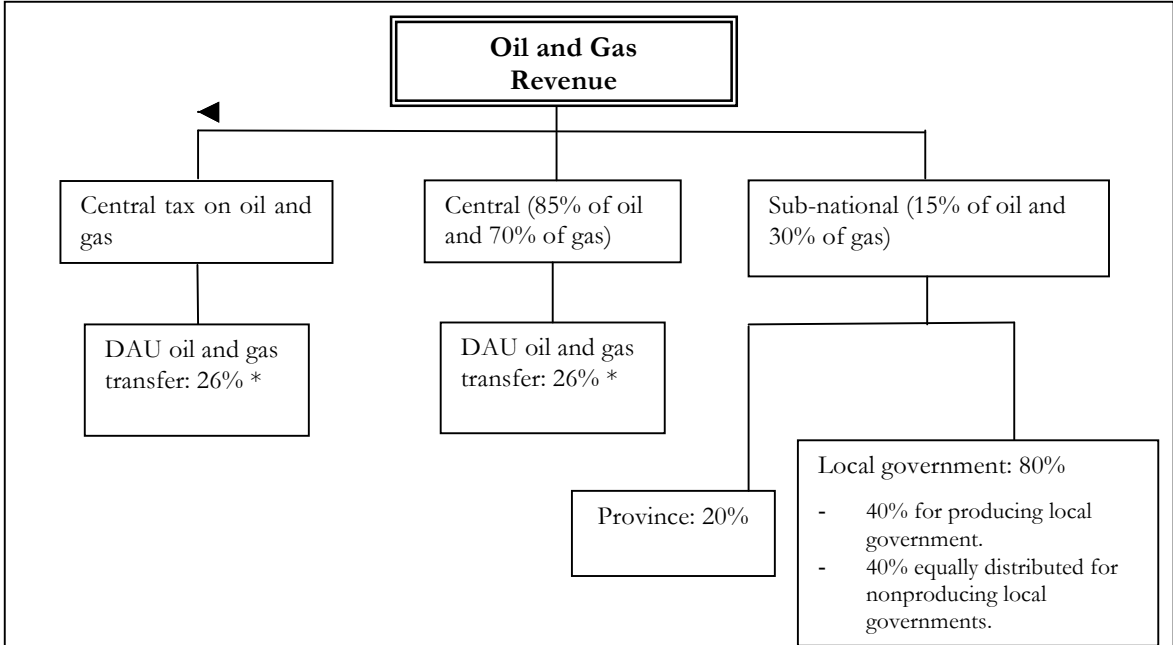 Oil and Gas
Revenue
Central tax on oil and
gas
Central (85% of oil
and 70% of gas)
Sub-national (15% of oil and
30% of gas)
DAU oil and gas
transfer: 26% *
DAU oil and gas
transfer: 26% *
Province: 20%
Local government: 80%
- 40% for producing local
government.
- 40% equally distributed for
nonproducing local
governments.